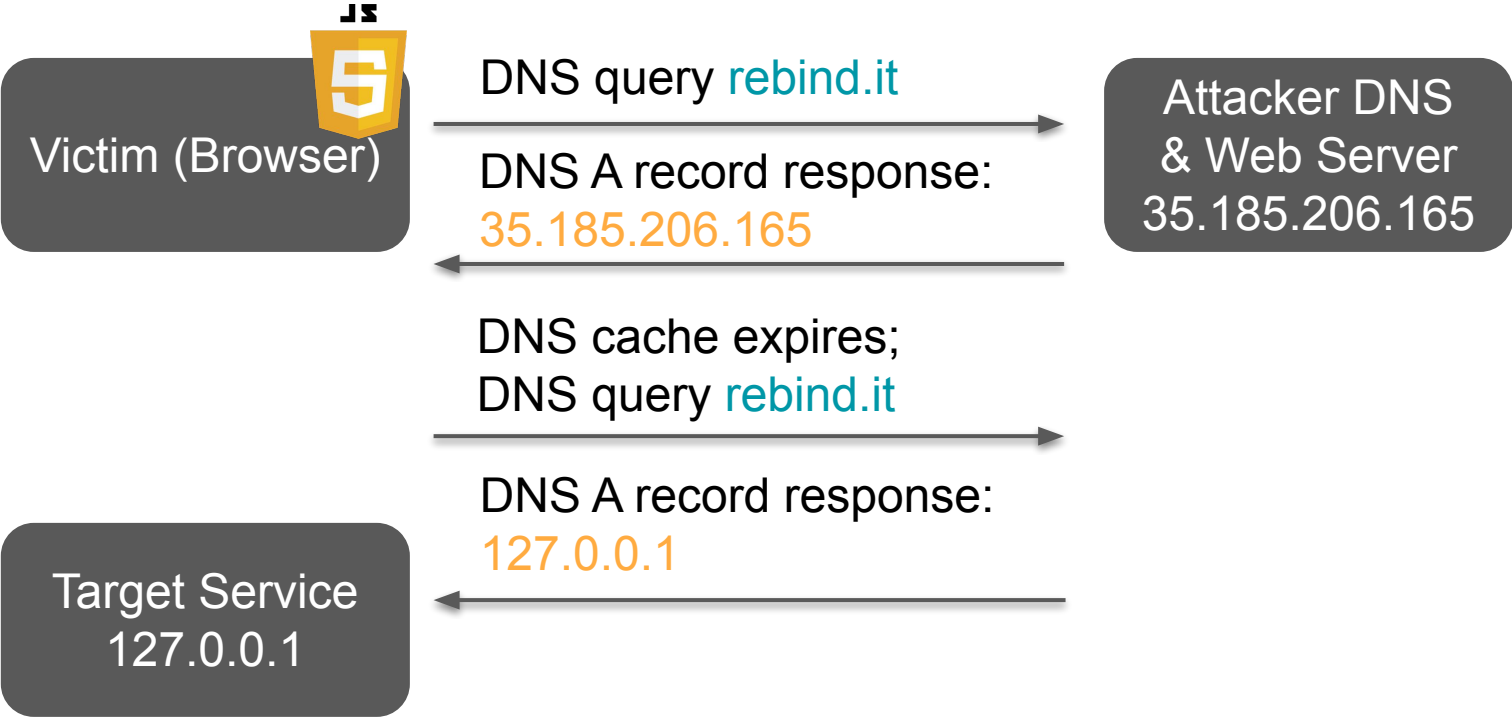 JS
5
Victim (Browser)
DNS query rebind.it
DNS A record response:
35.185.206.165
Attacker DNS
& Web Server
35.185.206.165
DNS cache expires;
DNS query rebind.it
DNS A record response:
127.0.0.1
Target Service
127.0.0.1